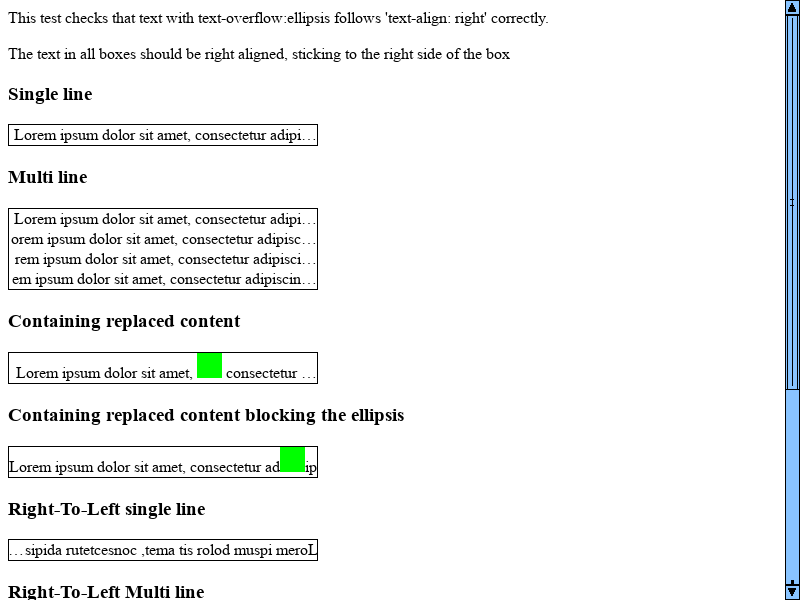 This test checks that text with text-overflow:ellipsis follows 'text-align: right' correctly.
The text in all boxes should be right aligned, sticking to the right side of the box
Single line
Lorem ipsum dolor sit amet, consectetur adipi…
Multi line
Lorem ipsum dolor sit amet, consectetur adipi…
orem ipsum dolor sit amet, consectetur adipisc…
rem ipsum dolor sit amet, consectetur adipisci…
em ipsum dolor sit amet, consectetur adipiscin…
Containing replaced content
Lorem ipsum dolor sit amet, consectetur …
Containing replaced content blocking the ellipsis
Lorem ipsum dolor sit amet, consectetur ad ip
Right-To-Left single line
…sipida rutetcesnoc ,tema tis rolod muspi meroL
Right-To-Left Multi line